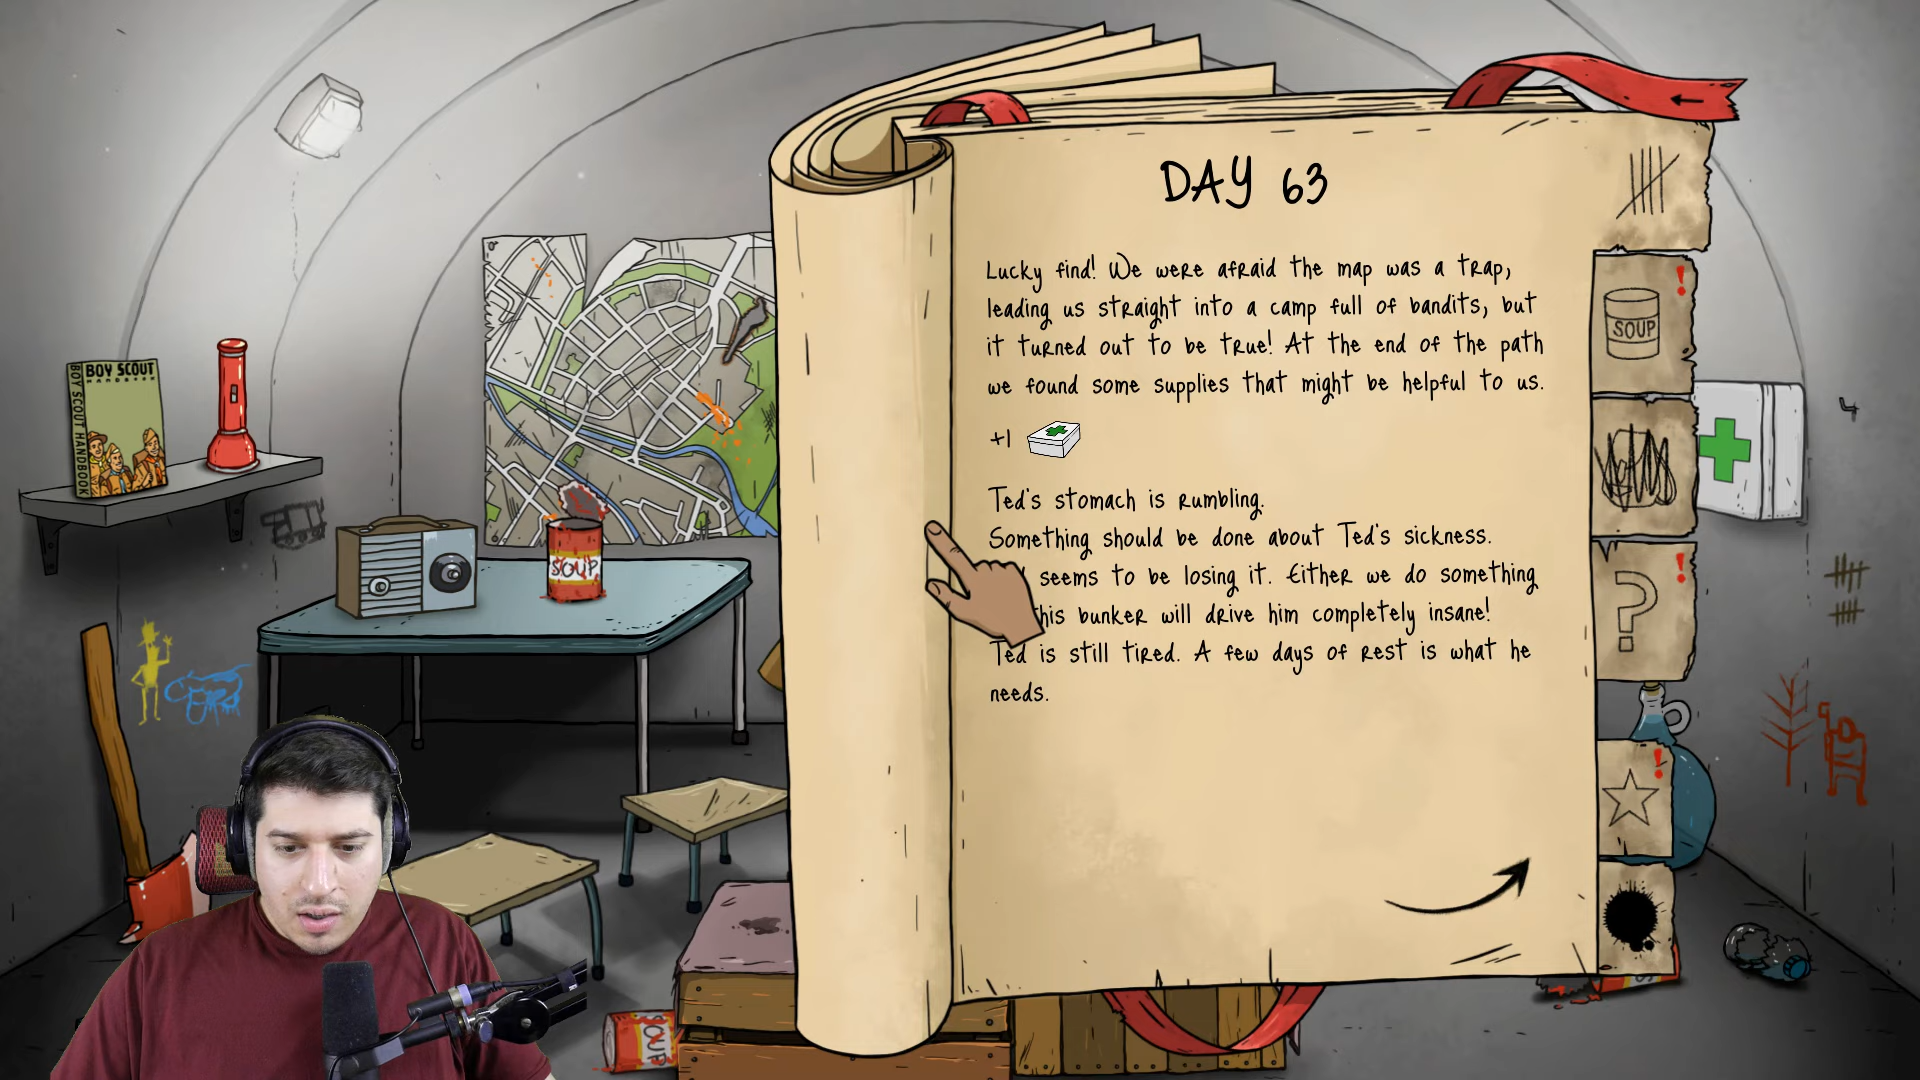 DAY 63
Lucky find! We were afraid the map was a trap,
leading us straight into a camp full of bandits, but
it turned out to be true! At the end of the path
we found some supplies that might be helpful to us.
+1
Ted's stomach is rumbling.
Something should be done about Ted's sickness.
seems to be losing it. Either we do something
this bunker will drive him completely insane!
Ted is still tired. A few days of rest is what he
needs.
SOUP
!
?
!
!
BOY SCOUT
HANDBOOK
BOY SCOUT HANDBOOK
SOUP
SOUP